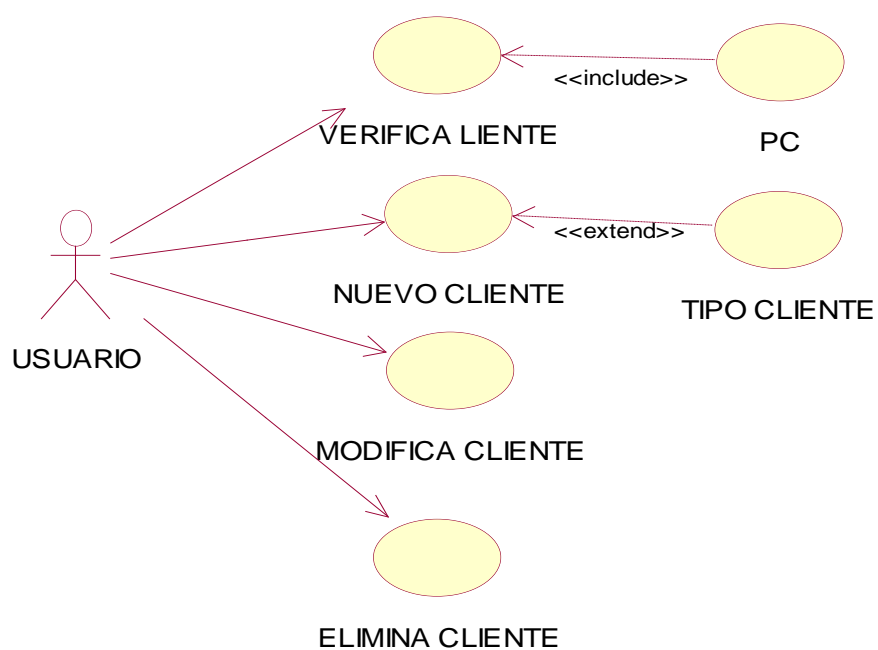 <<include>>
VERIFICA LIENTE
PC
<<extend>>
NUEVO CLIENTE
TIPO CLIENTE
USUARIO
MODIFICA CLIENTE
ELIMINA CLIENTE